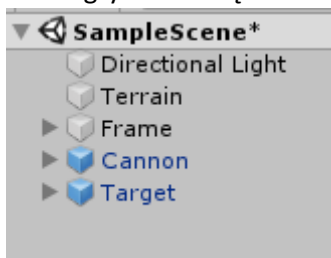 SampleScene*
Directional Light
Terrain
Frame
Cannon
Target